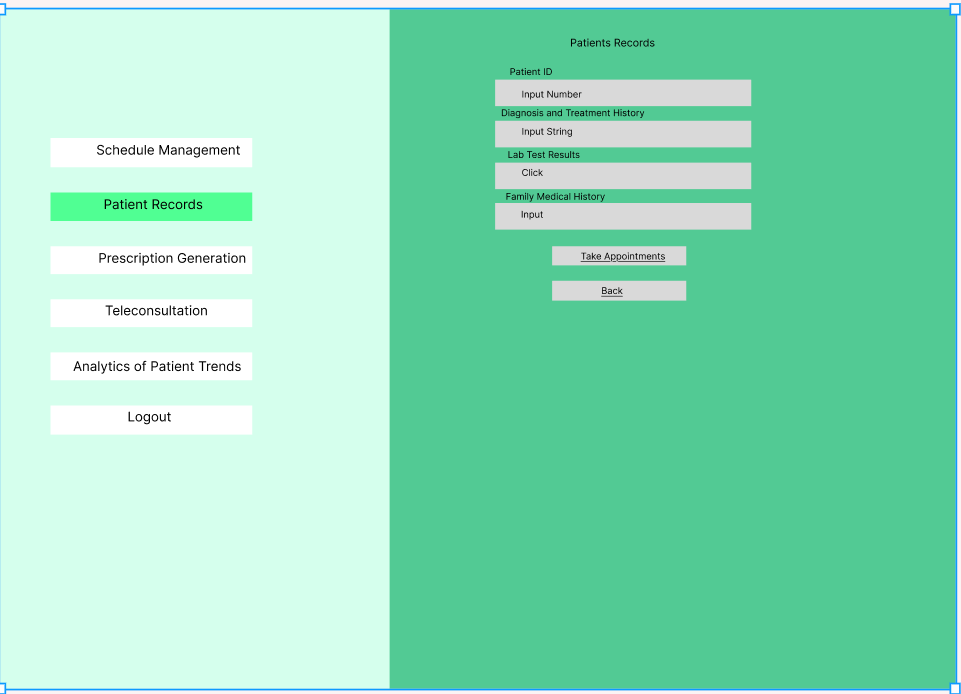 Schedule Management
Patient Records
Prescription Generation
Teleconsultation
Analytics of Patient Trends
Logout
Patients Records
Patient ID
Input Number
Diagnosis and Treatment History
Input String
Lab Test Results
Click
Family Medical History
Input
Take Appointments
Back